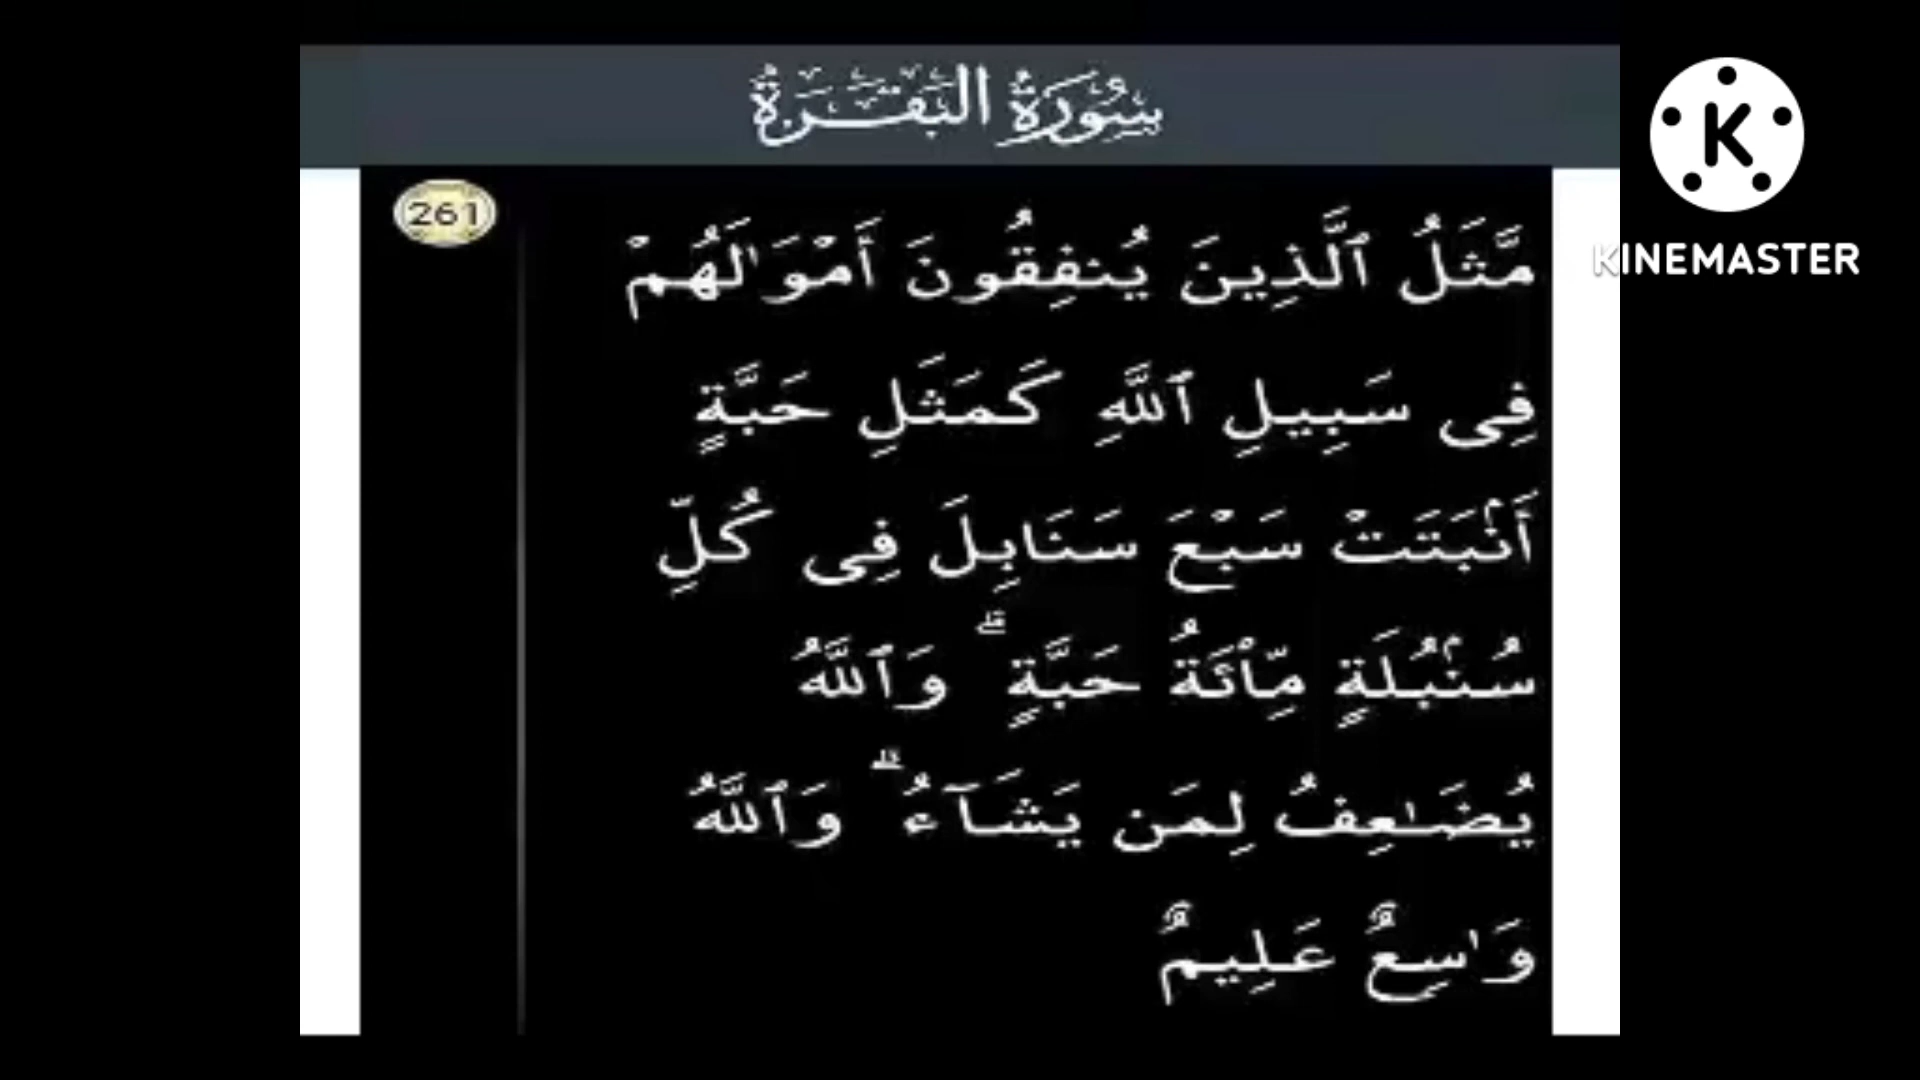 سُورَةُ البَقَرَةِ
261
مَّثَلُ ٱلَّذِينَ يُنفِقُونَ أَمْوَٰلَهُمْ
فِى سَبِيلِ ٱللَّهِ كَمَثَلِ حَبَّةٍ
أَنۢبَتَتْ سَبْعَ سَنَابِلَ فِى كُلِّ
سُنۢبُلَةٍ مِّا۟ئَةُ حَبَّةٍ ۗ وَٱللَّهُ
يُضَـٰعِفُ لِمَن يَشَآءُ ۗ وَٱللَّهُ
وَٰسِعٌ عَلِيمٌ
K
KINEMASTER